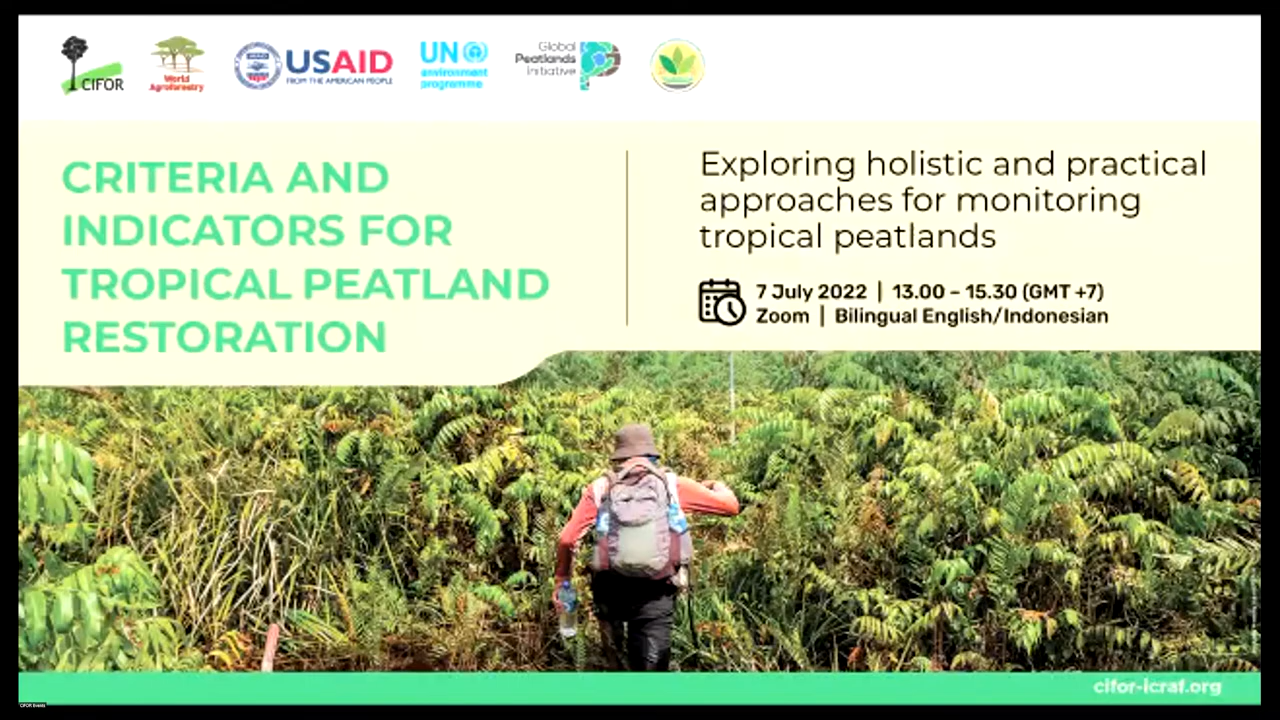 CIFOR
World
Agroforestry
USAID
FROM THE AMERICAN PEOPLE
UN
environment
programme
Global
Peatlands
Initiative
CRITERIA AND
INDICATORS FOR
TROPICAL PEATLAND
RESTORATION
Exploring holistic and practical
approaches for monitoring
tropical peatlands
7 July 2022 | 13.00 – 15.30 (GMT +7)
Zoom | Bilingual English/Indonesian
cifor-icraf.org
CIFOR Events